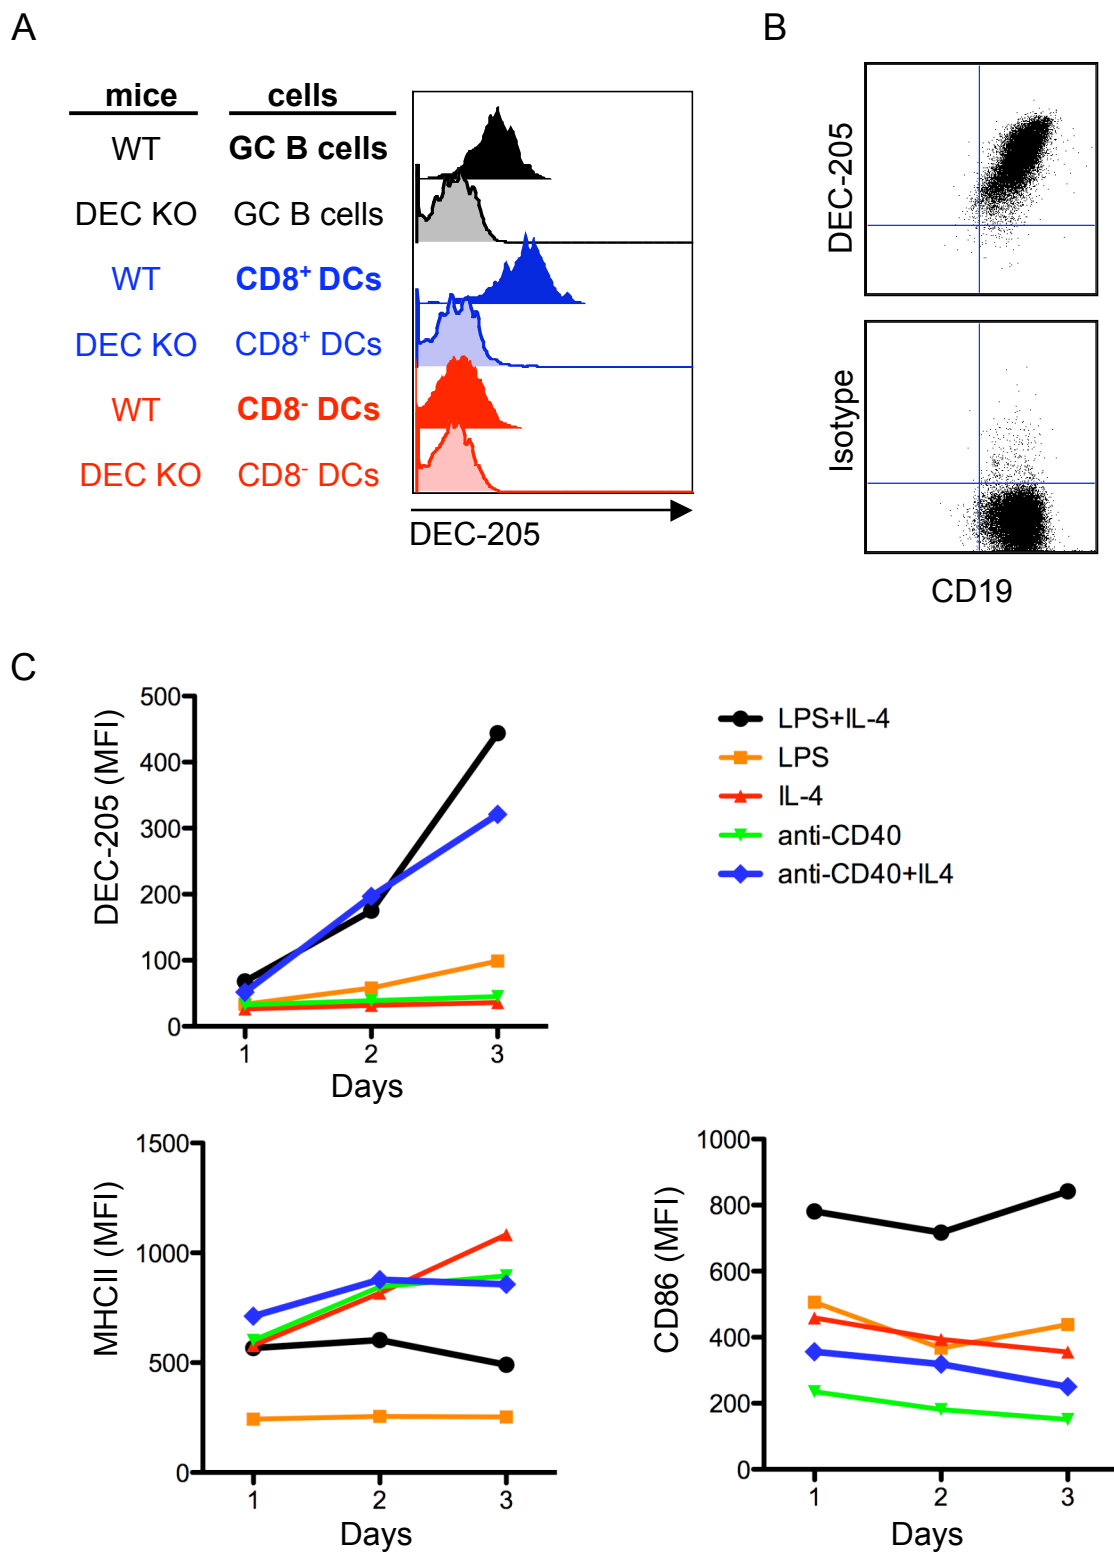 A
mice cells
WT GC B cells
DEC KO GC B cells
WT CD8⁺ DCs
DEC KO CD8⁺ DCs
WT CD8⁻ DCs
DEC KO CD8⁻ DCs
DEC-205
B
DEC-205
Isotype
CD19
C
DEC-205 (MFI)
500
400
300
200
100
0
1 2 3
Days
LPS+IL-4
LPS
IL-4
anti-CD40
anti-CD40+IL4
MHCII (MFI)
1500
1000
500
0
1 2 3
Days
CD86 (MFI)
1000
800
600
400
200
0
1 2 3
Days